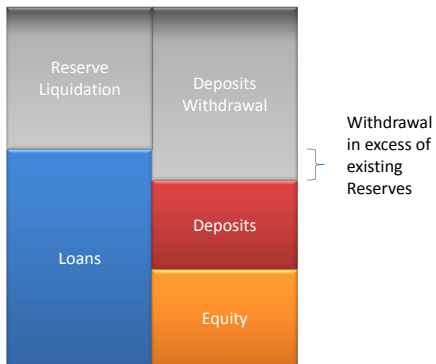 Reserve
Liquidation
Deposits
Withdrawal
Withdrawal
in excess of
existing
Reserves
Deposits
Loans
Equity